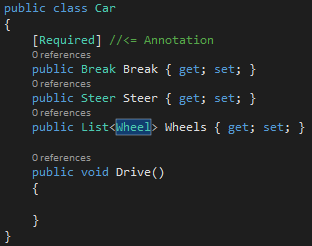 public class Car
{
[Required] //<= Annotation
0 references
public Break Break { get; set; }
0 references
public Steer Steer { get; set; }
0 references
public List<Wheel> Wheels { get; set; }
0 references
public void Drive()
{
}
}